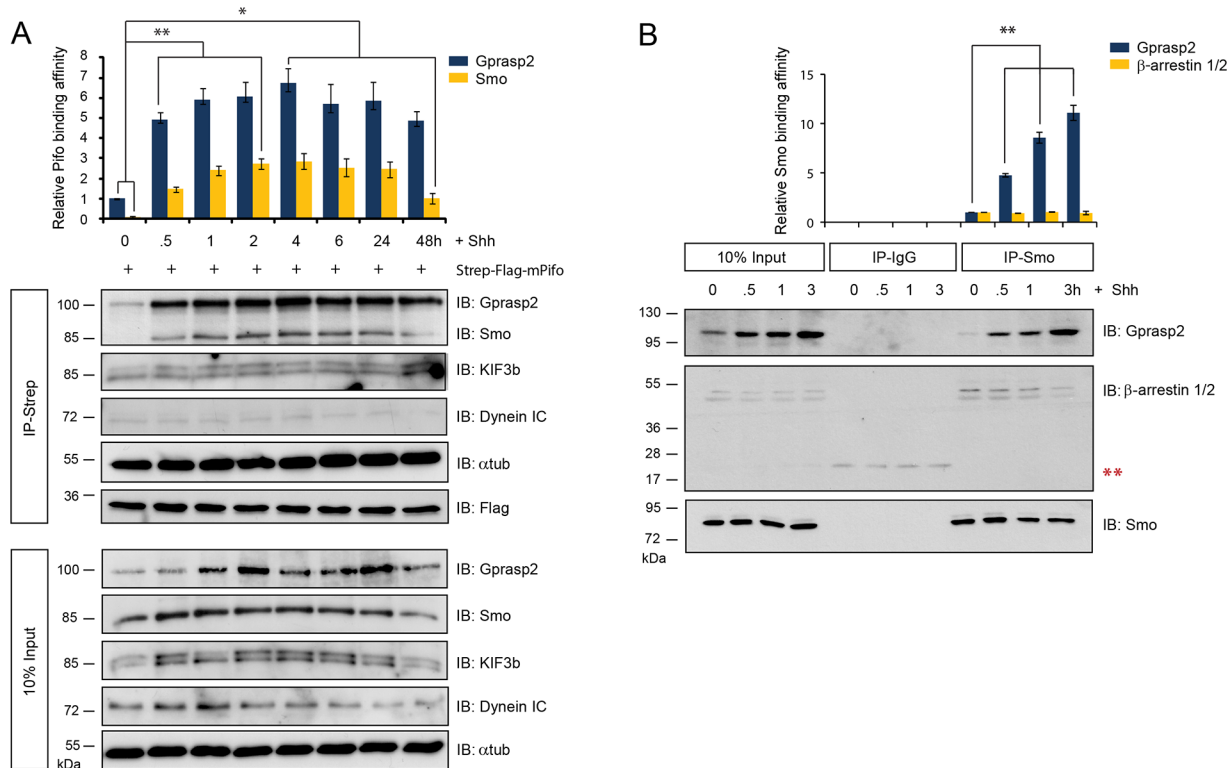 A
*
**
Relative Pifo binding affinity
8
7
6
5
4
3
2
1
0
Gprasp2
Smo
0 .5 1 2 4 6 24 48h + Shh
+ + + + + + + + Strep-Flag-mPifo
IP-Strep
100
85
IB: Gprasp2
IB: Smo
85
IB: KIF3b
72
IB: Dynein IC
55
IB: αtub
36
IB: Flag
10% Input
100
IB: Gprasp2
85
IB: Smo
85
IB: KIF3b
72
IB: Dynein IC
55
kDa
IB: αtub
B
**
Relative Smo binding affinity
15
10
5
0
Gprasp2
β-arrestin 1/2
10% Input IP-IgG IP-Smo
0 .5 1 3 0 .5 1 3 0 .5 1 3h + Shh
130
95
IB: Gprasp2
55
36
28
17
IB: β-arrestin 1/2
**
95
72
kDa
IB: Smo